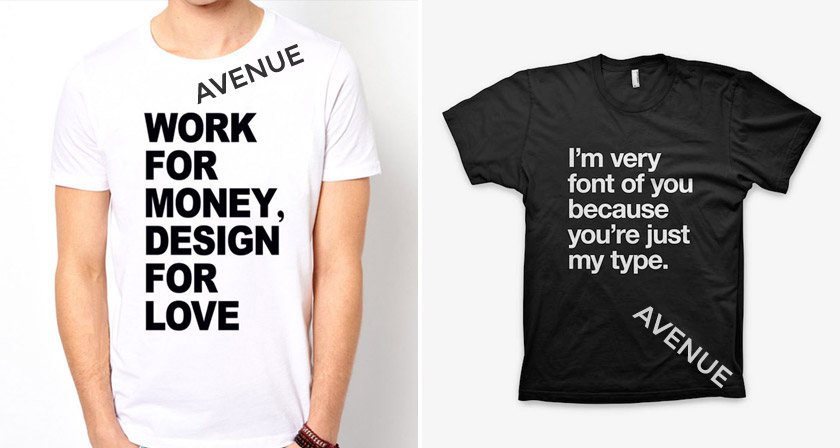 AVENUE
WORK
FOR
MONEY,
DESIGN
FOR
LOVE
I'm very
font of you
because
you're just
my type.
AVENUE